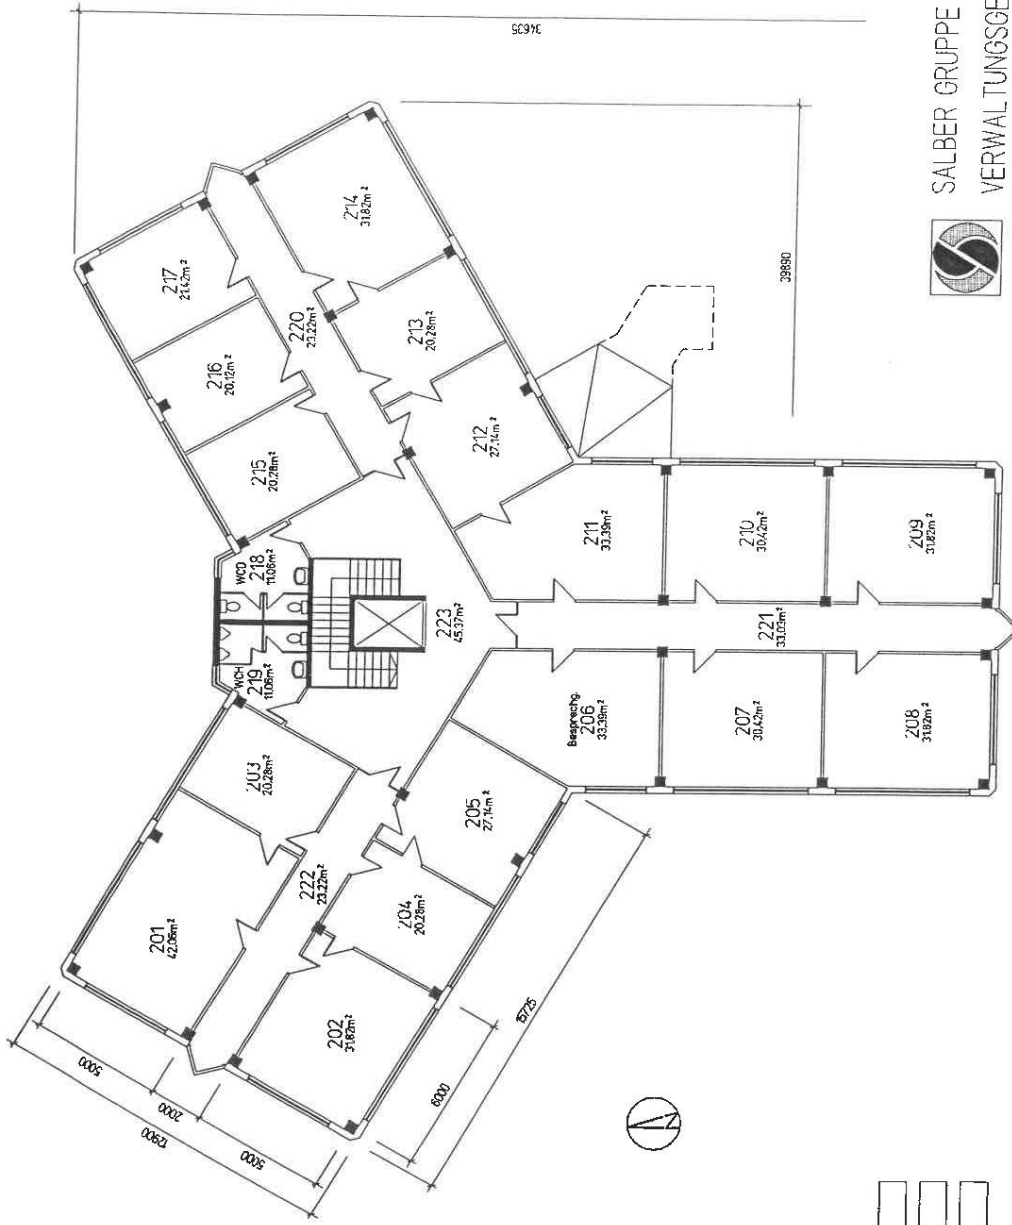 34635
39890
SALBER GRUPPE
VERWALTUNGSGE
217
21.42m²
214
31.82m²
216
20.12m²
220
23.22m²
213
20.28m²
215
20.28m²
212
27.14m²
WCD
218
11.06m²
WCH
219
11.06m²
223
45.37m²
211
33.39m²
210
30.42m²
209
31.82m²
221
33.03m²
203
20.28m²
201
42.06m²
222
23.22m²
205
27.14m²
204
20.28m²
202
31.82m²
Besprechg.
206
33.39m²
207
30.42m²
208
31.82m²
5000
2000
12900
5000
6000
15725
N